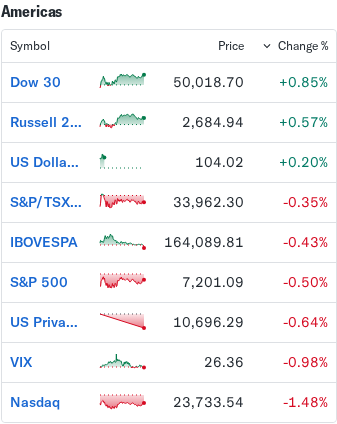 Americas
Symbol Price Change %
Dow 30 50,018.70 +0.85%
Russell 2... 2,684.94 +0.57%
US Dolla... 104.02 +0.20%
S&P/TSX... 33,962.30 -0.35%
IBOVESPA 164,089.81 -0.43%
S&P 500 7,201.09 -0.50%
US Priva... 10,696.29 -0.64%
VIX 26.36 -0.98%
Nasdaq 23,733.54 -1.48%